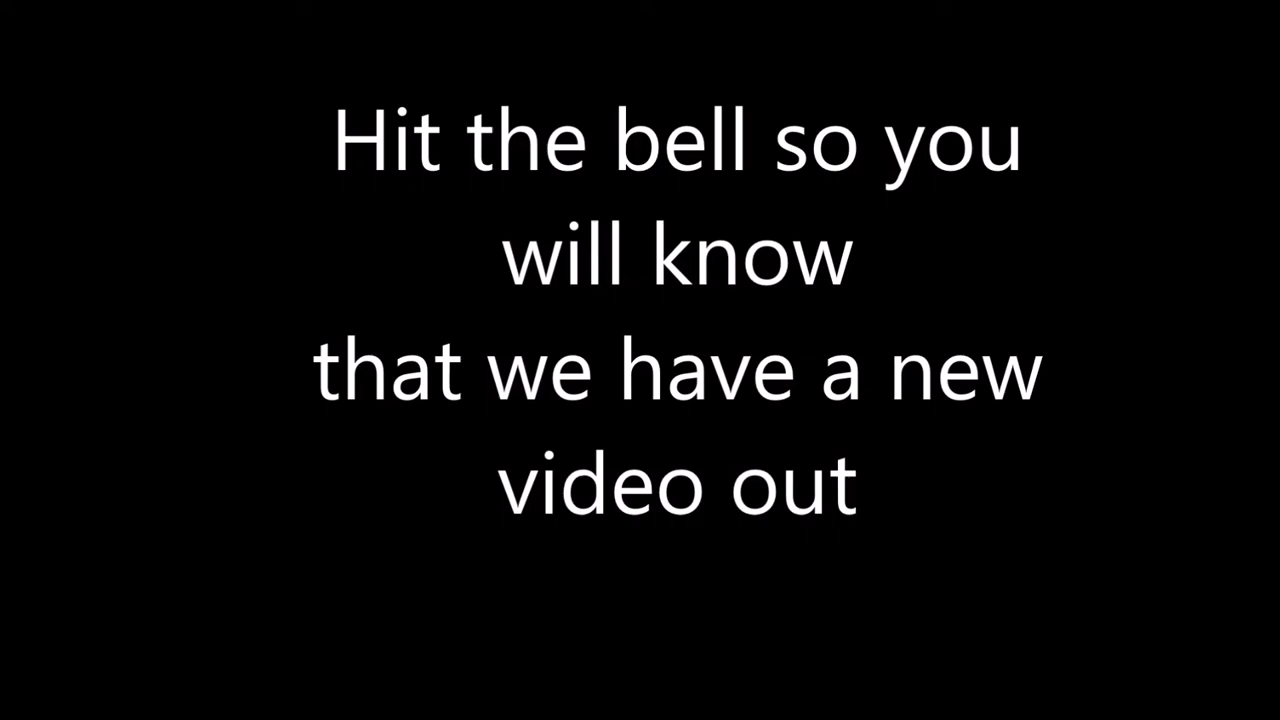 Hit the bell so you
will know
that we have a new
video out